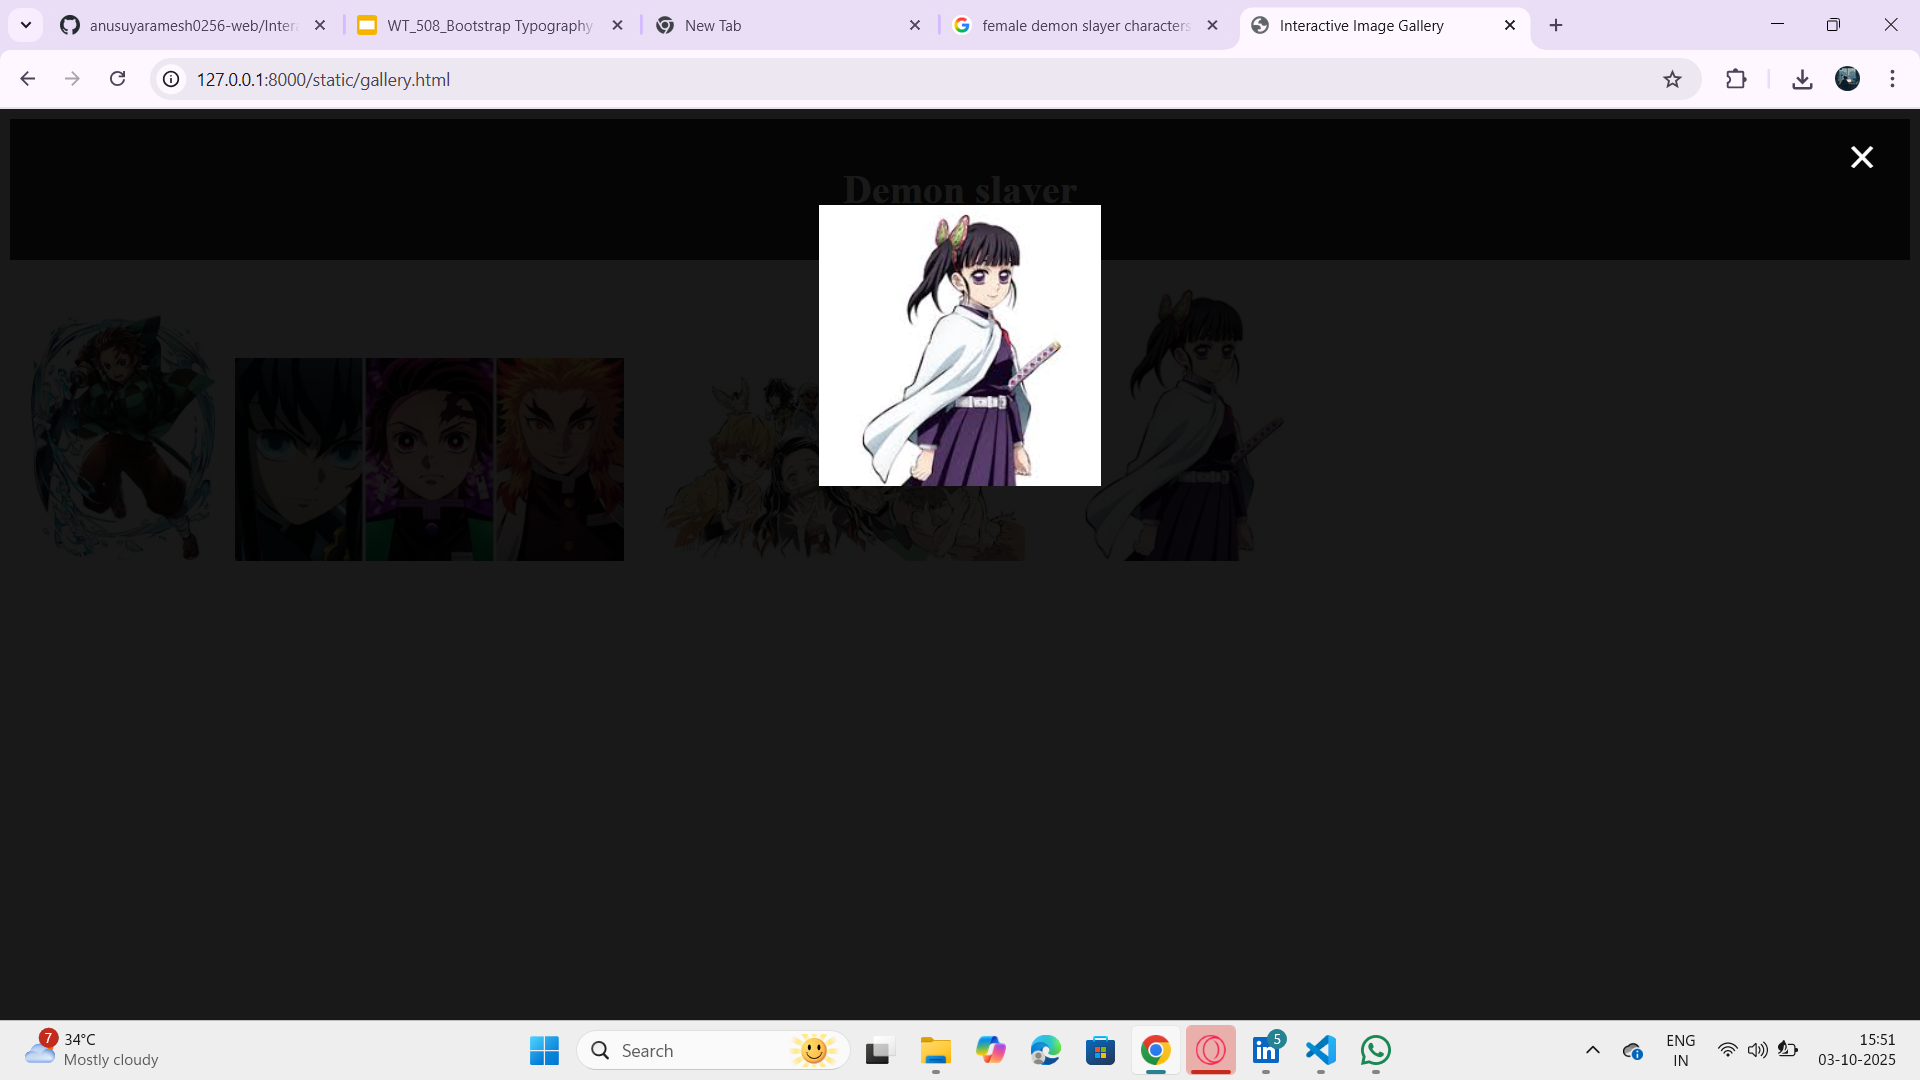 anusuyaramesh0256-web/Intera
WT_508_Bootstrap Typography
New Tab
female demon slayer characters
Interactive Image Gallery
127.0.0.1:8000/static/gallery.html
Demon slayer
7
34°C
Mostly cloudy
Search
5
ENG
IN
15:51
03-10-2025